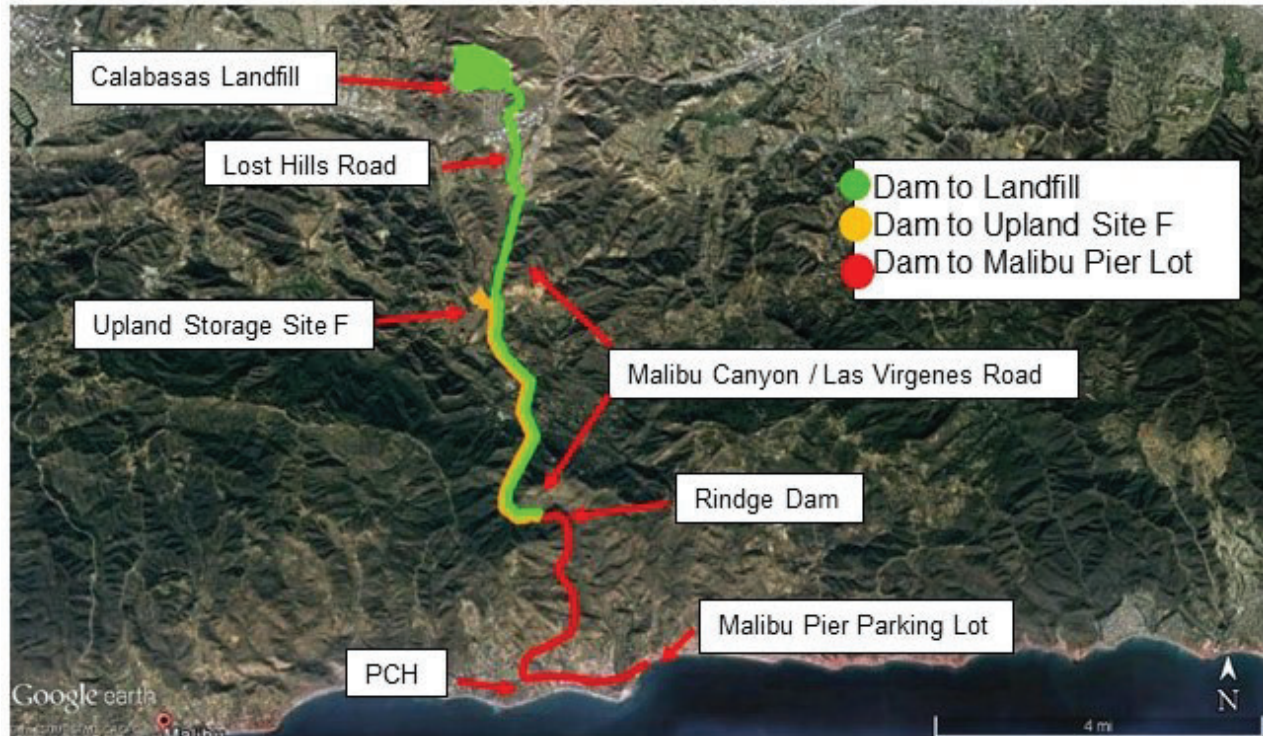 Calabasas Landfill
Lost Hills Road
Dam to Landfill
Dam to Upland Site F
Dam to Malibu Pier Lot
Upland Storage Site F
Malibu Canyon / Las Virgenes Road
Rindge Dam
Malibu Pier Parking Lot
PCH
Google earth
N
Malibu
4 mi